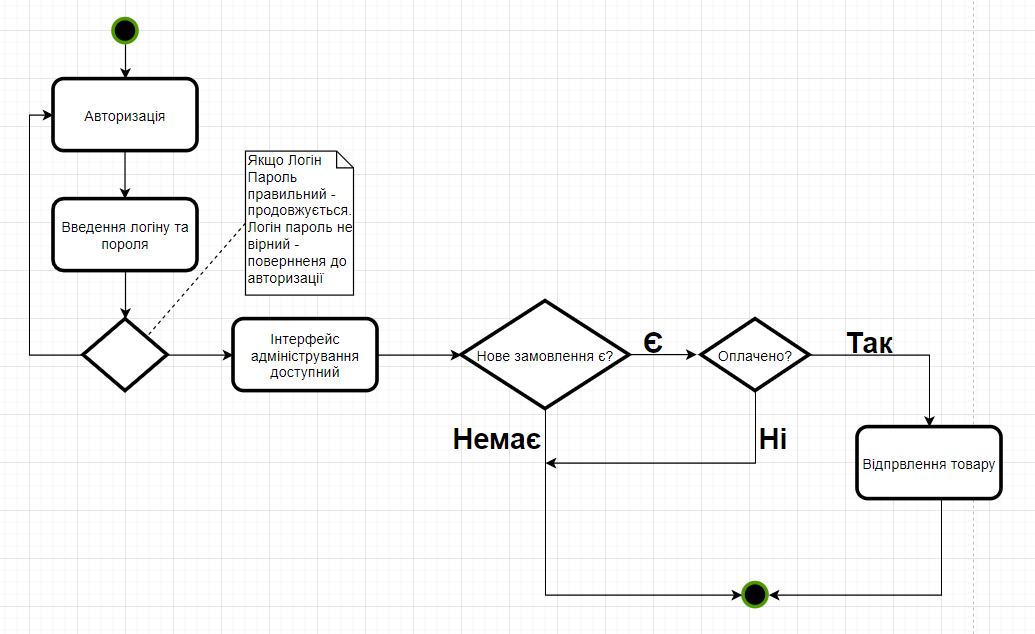 Авторизація
Введення логіну та
пороля
Якщо Логін
Пароль
правильний -
продовжується.
Логін пароль не
вірний -
повернненя до
авторизації
Інтерфейс
адміністрування
доступний
Нове замовлення є?
Є
Оплачено?
Так
Немає
Ні
Відпрвлення товару